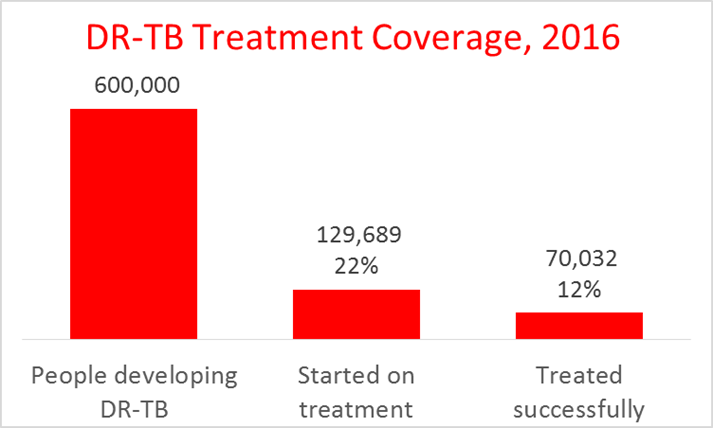 DR-TB Treatment Coverage, 2016
600,000
129,689
22%
70,032
12%
People developing
DR-TB
Started on
treatment
Treated
successfully